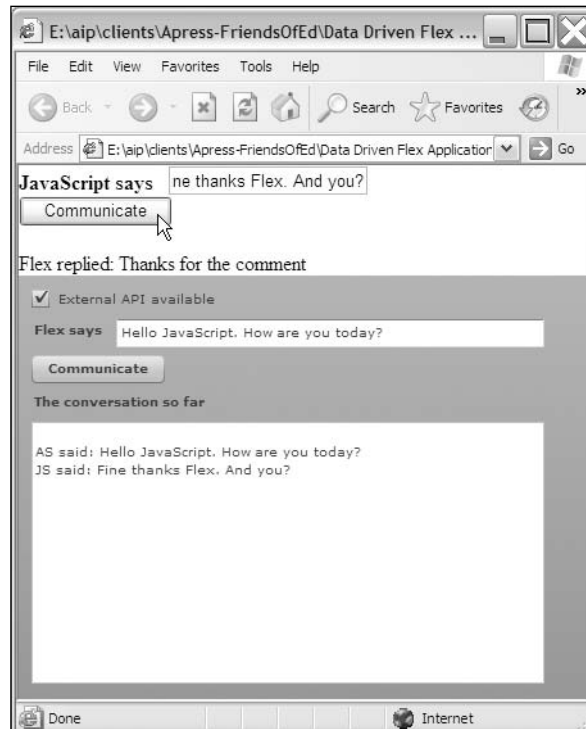 E:\aip\clients\Apress-FriendsOfEd\Data Driven Flex ...
File Edit View Favorites Tools Help
Back Search Favorites »
Address E:\aip\clients\Apress-FriendsOfEd\Data Driven Flex Application Go
JavaScript says ne thanks Flex. And you?
Communicate
Flex replied: Thanks for the comment
External API available
Flex says Hello JavaScript. How are you today?
Communicate
The conversation so far
AS said: Hello JavaScript. How are you today?
JS said: Fine thanks Flex. And you?
Done Internet